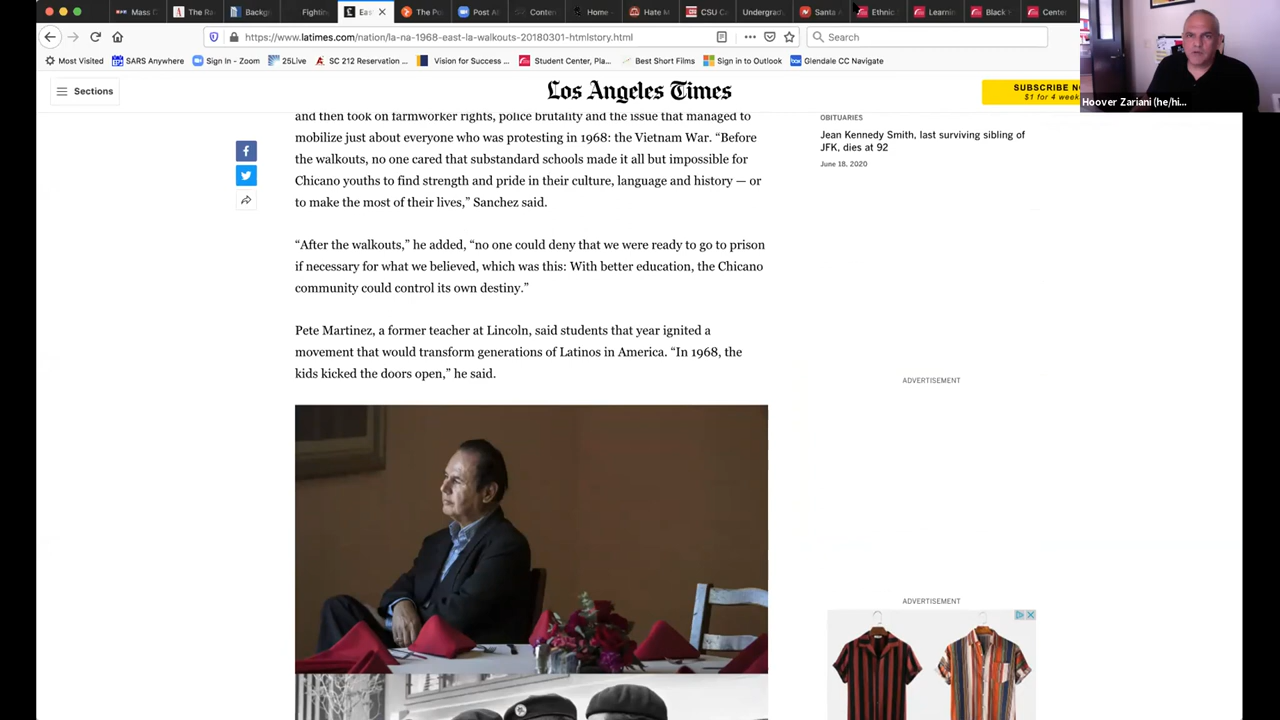 Mass D
The Ra
Backg
Fightin
Eas
The Po
Post A
Conten
Home
Hate M
CSU C
Undergradu
Santa
Ethnic
Learnin
Black
Center
https://www.latimes.com/nation/la-na-1968-east-la-walkouts-20180301-htmlstory.html
Search
Most Visited
SARS Anywhere
Sign In - Zoom
25Live
SC 212 Reservation ...
Vision for Success ...
Student Center, Pla...
Best Short Films
Sign in to Outlook
Glendale CC Navigate
Hoover Zariani (he/hi...
Sections
Los Angeles Times
SUBSCRIBE N
$1 for 4 week
and then took on farmworker rights, police brutality and the issue that managed to
mobilize just about everyone who was protesting in 1968: the Vietnam War. “Before
the walkouts, no one cared that substandard schools made it all but impossible for
Chicano youths to find strength and pride in their culture, language and history — or
to make the most of their lives,” Sanchez said.
“After the walkouts,” he added, “no one could deny that we were ready to go to prison
if necessary for what we believed, which was this: With better education, the Chicano
community could control its own destiny.”
Pete Martinez, a former teacher at Lincoln, said students that year ignited a
movement that would transform generations of Latinos in America. “In 1968, the
kids kicked the doors open,” he said.
OBITUARIES
Jean Kennedy Smith, last surviving sibling of
JFK, dies at 92
June 18, 2020
ADVERTISEMENT
ADVERTISEMENT